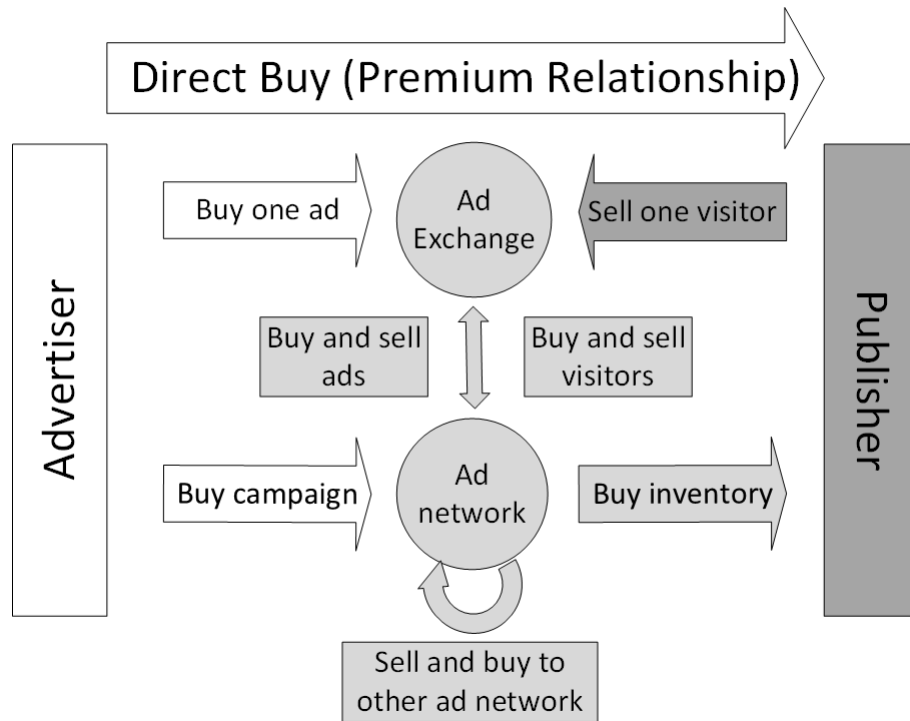 Direct Buy (Premium Relationship)
Advertiser
Buy one ad
Ad
Exchange
Sell one visitor
Publisher
Buy and sell
ads
Buy and sell
visitors
Buy campaign
Ad
network
Buy inventory
Sell and buy to
other ad network